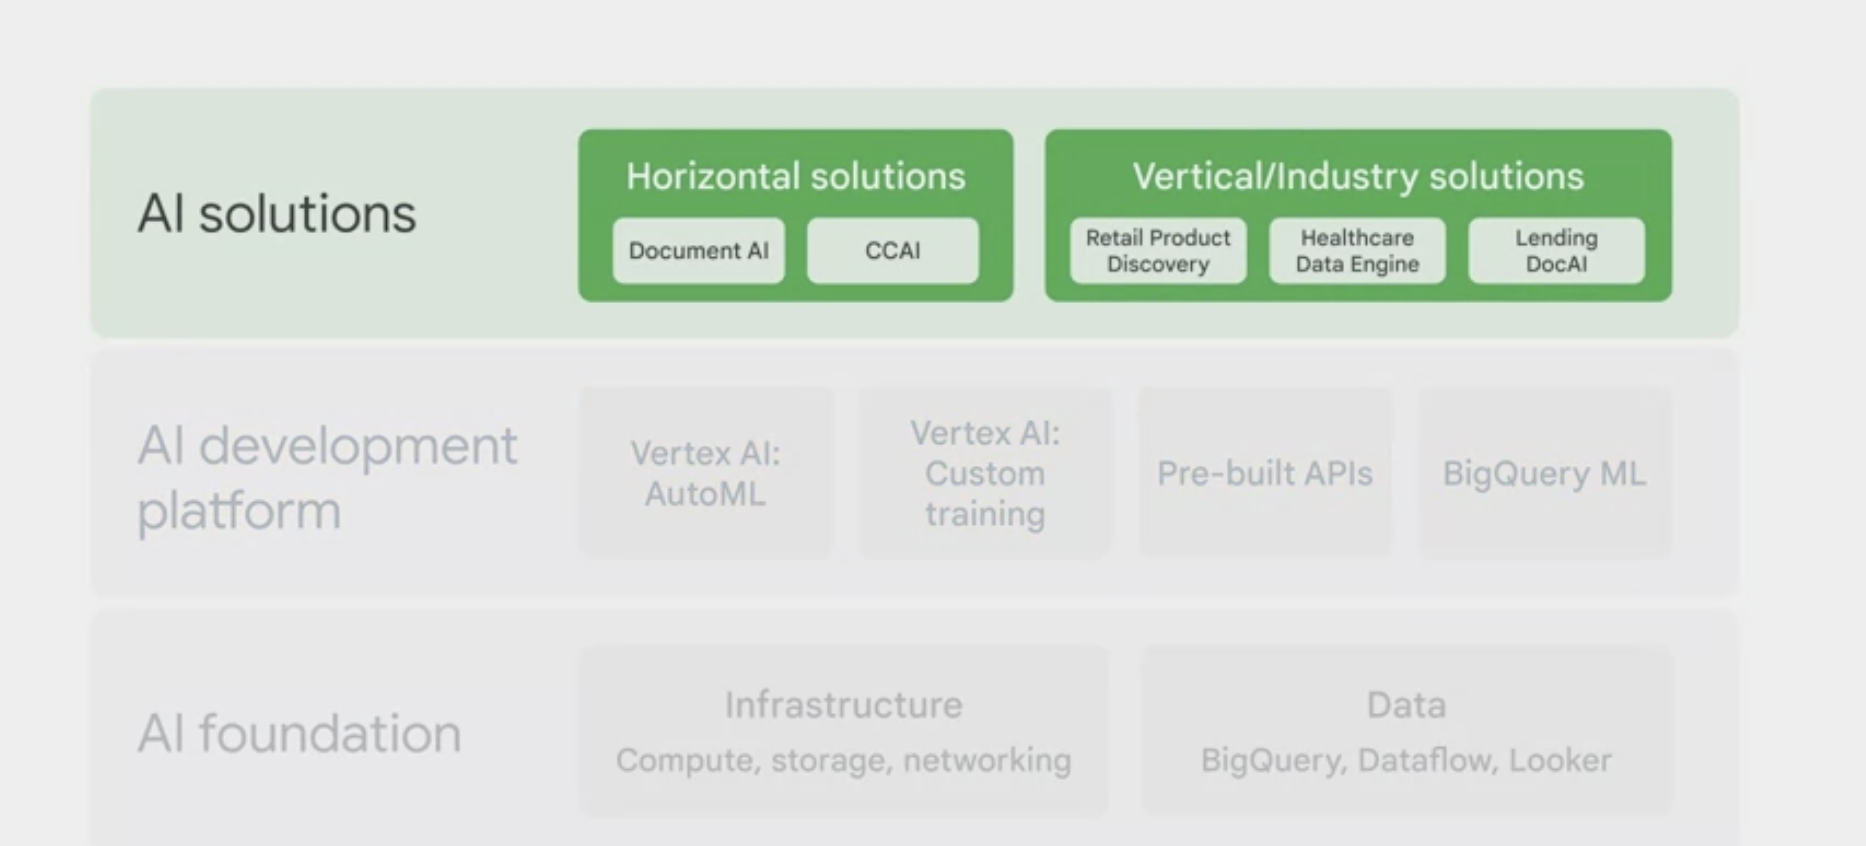 AI solutions
Horizontal solutions
Document AI
CCAI
Vertical/Industry solutions
Retail Product
Discovery
Healthcare
Data Engine
Lending
DocAI
AI development
platform
Vertex AI:
AutoML
Vertex AI:
Custom
training
Pre-built APIs
BigQuery ML
AI foundation
Infrastructure
Compute, storage, networking
Data
BigQuery, Dataflow, Looker